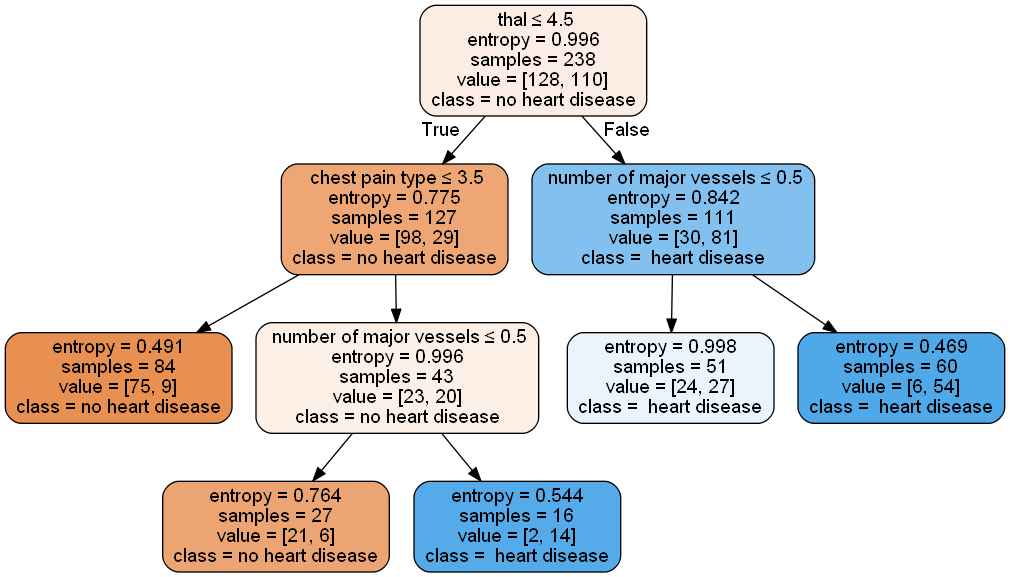 thal ≤ 4.5
entropy = 0.996
samples = 238
value = [128, 110]
class = no heart disease
True
False
chest pain type ≤ 3.5
entropy = 0.775
samples = 127
value = [98, 29]
class = no heart disease
number of major vessels ≤ 0.5
entropy = 0.842
samples = 111
value = [30, 81]
class =  heart disease
entropy = 0.491
samples = 84
value = [75, 9]
class = no heart disease
number of major vessels ≤ 0.5
entropy = 0.996
samples = 43
value = [23, 20]
class = no heart disease
entropy = 0.998
samples = 51
value = [24, 27]
class =  heart disease
entropy = 0.469
samples = 60
value = [6, 54]
class =  heart disease
entropy = 0.764
samples = 27
value = [21, 6]
class = no heart disease
entropy = 0.544
samples = 16
value = [2, 14]
class =  heart disease